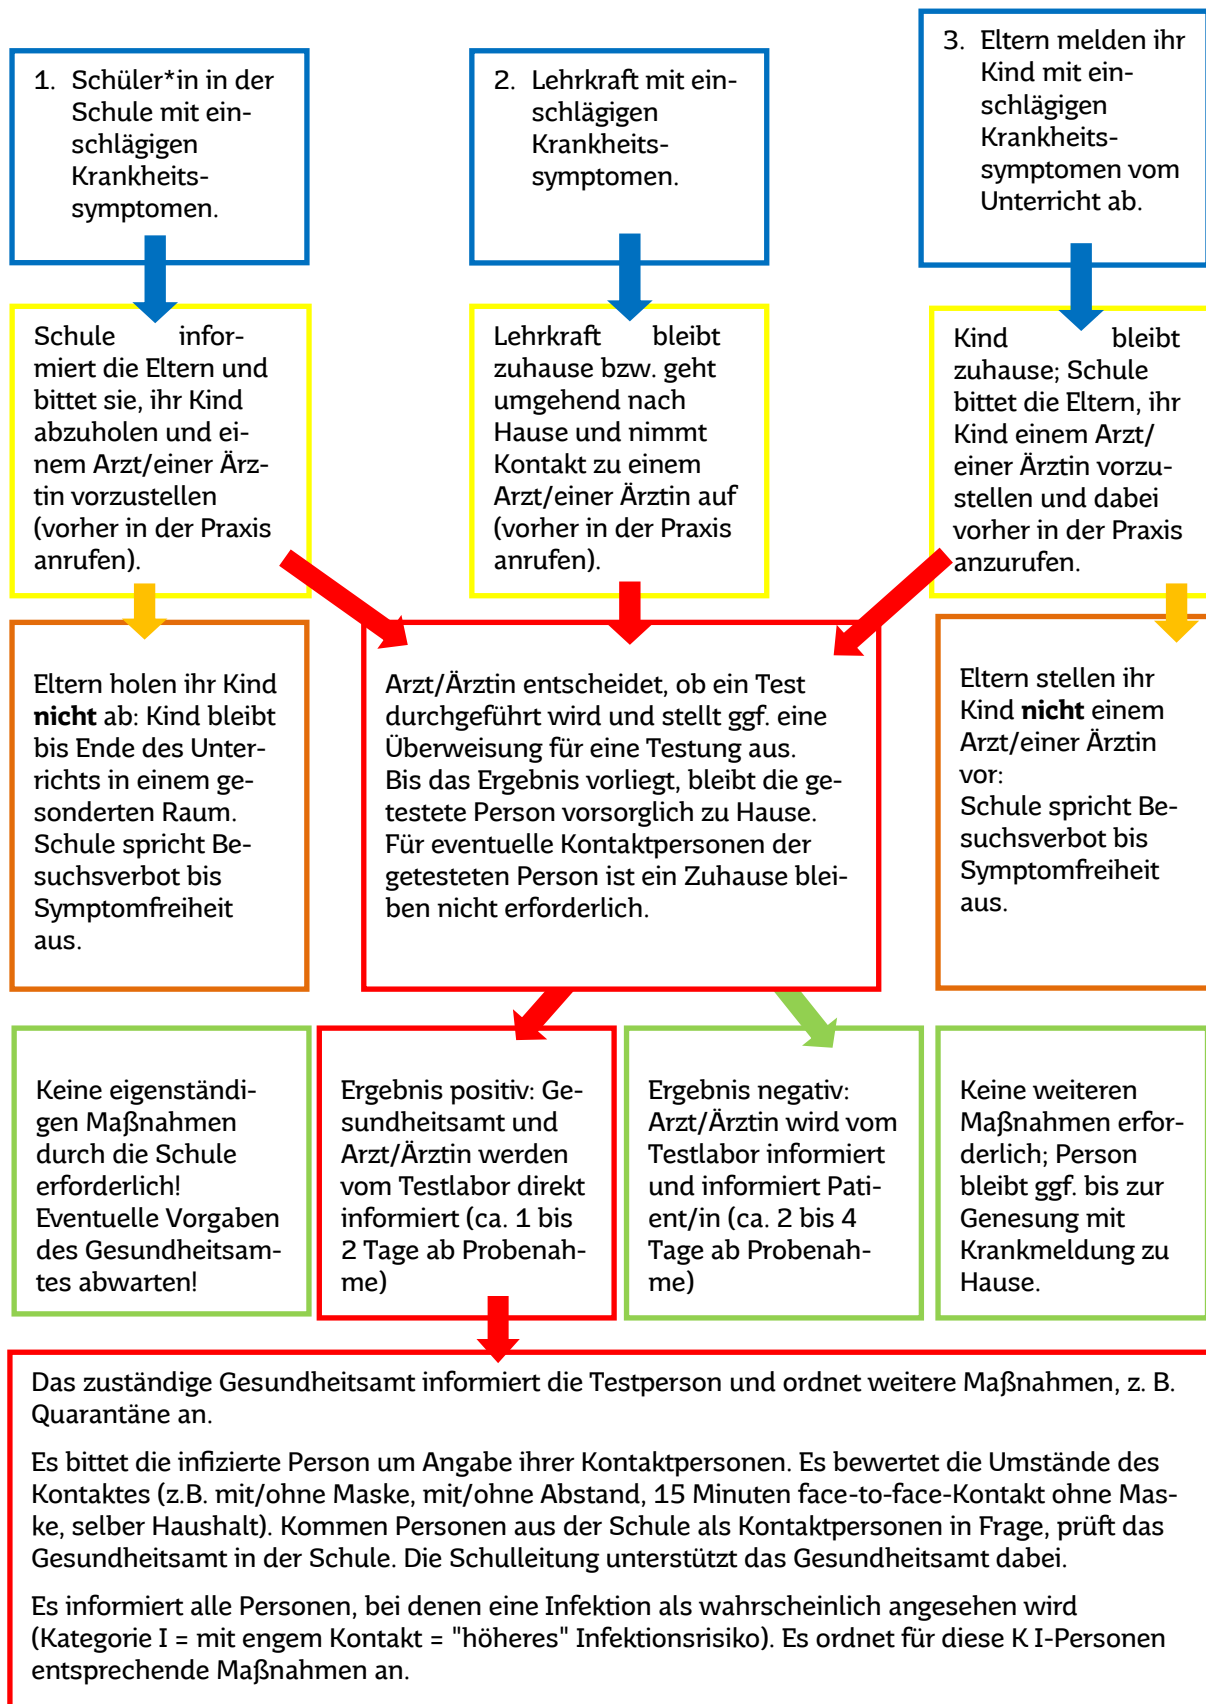 1. Schüler*in in der
Schule mit ein-
schlägigen
Krankheits-
symptomen.
2. Lehrkraft mit ein-
schlägigen
Krankheits-
symptomen.
3. Eltern melden ihr
Kind mit ein-
schlägigen
Krankheits-
symptomen vom
Unterricht ab.
Schule infor-
miert die Eltern und
bittet sie, ihr Kind
abzuholen und ei-
nem Arzt/einer Ärz-
tin vorzustellen
(vorher in der Praxis
anrufen).
Lehrkraft bleibt
zuhause bzw. geht
umgehend nach
Hause und nimmt
Kontakt zu einem
Arzt/einer Ärztin auf
(vorher in der Praxis
anrufen).
Kind bleibt
zuhause; Schule
bittet die Eltern, ihr
Kind einem Arzt/
einer Ärztin vorzu-
stellen und dabei
vorher in der Praxis
anzurufen.
Eltern holen ihr Kind
nicht ab: Kind bleibt
bis Ende des Unter-
richts in einem ge-
sonderten Raum.
Schule spricht Be-
suchsverbot bis
Symptomfreiheit
aus.
Arzt/Ärztin entscheidet, ob ein Test
durchgeführt wird und stellt ggf. eine
Überweisung für eine Testung aus.
Bis das Ergebnis vorliegt, bleibt die ge-
testete Person vorsorglich zu Hause.
Für eventuelle Kontaktpersonen der
getesteten Person ist ein Zuhause blei-
ben nicht erforderlich.
Eltern stellen ihr
Kind nicht einem
Arzt/einer Ärztin
vor:
Schule spricht Be-
suchsverbot bis
Symptomfreiheit
aus.
Keine eigenständi-
gen Maßnahmen
durch die Schule
erforderlich!
Eventuelle Vorgaben
des Gesundheitsam-
tes abwarten!
Ergebnis positiv: Ge-
sundheitsamt und
Arzt/Ärztin werden
vom Testlabor direkt
informiert (ca. 1 bis
2 Tage ab Probenah-
me)
Ergebnis negativ:
Arzt/Ärztin wird vom
Testlabor informiert
und informiert Pati-
ent/in (ca. 2 bis 4
Tage ab Probenah-
me)
Keine weiteren
Maßnahmen erfor-
derlich; Person
bleibt ggf. bis zur
Genesung mit
Krankmeldung zu
Hause.
Das zuständige Gesundheitsamt informiert die Testperson und ordnet weitere Maßnahmen, z. B.
Quarantäne an.
Es bittet die infizierte Person um Angabe ihrer Kontaktpersonen. Es bewertet die Umstände des
Kontaktes (z.B. mit/ohne Maske, mit/ohne Abstand, 15 Minuten face-to-face-Kontakt ohne Mas-
ke, selber Haushalt). Kommen Personen aus der Schule als Kontaktpersonen in Frage, prüft das
Gesundheitsamt in der Schule. Die Schulleitung unterstützt das Gesundheitsamt dabei.
Es informiert alle Personen, bei denen eine Infektion als wahrscheinlich angesehen wird
(Kategorie I = mit engem Kontakt = "höheres" Infektionsrisiko). Es ordnet für diese K I-Personen
entsprechende Maßnahmen an.